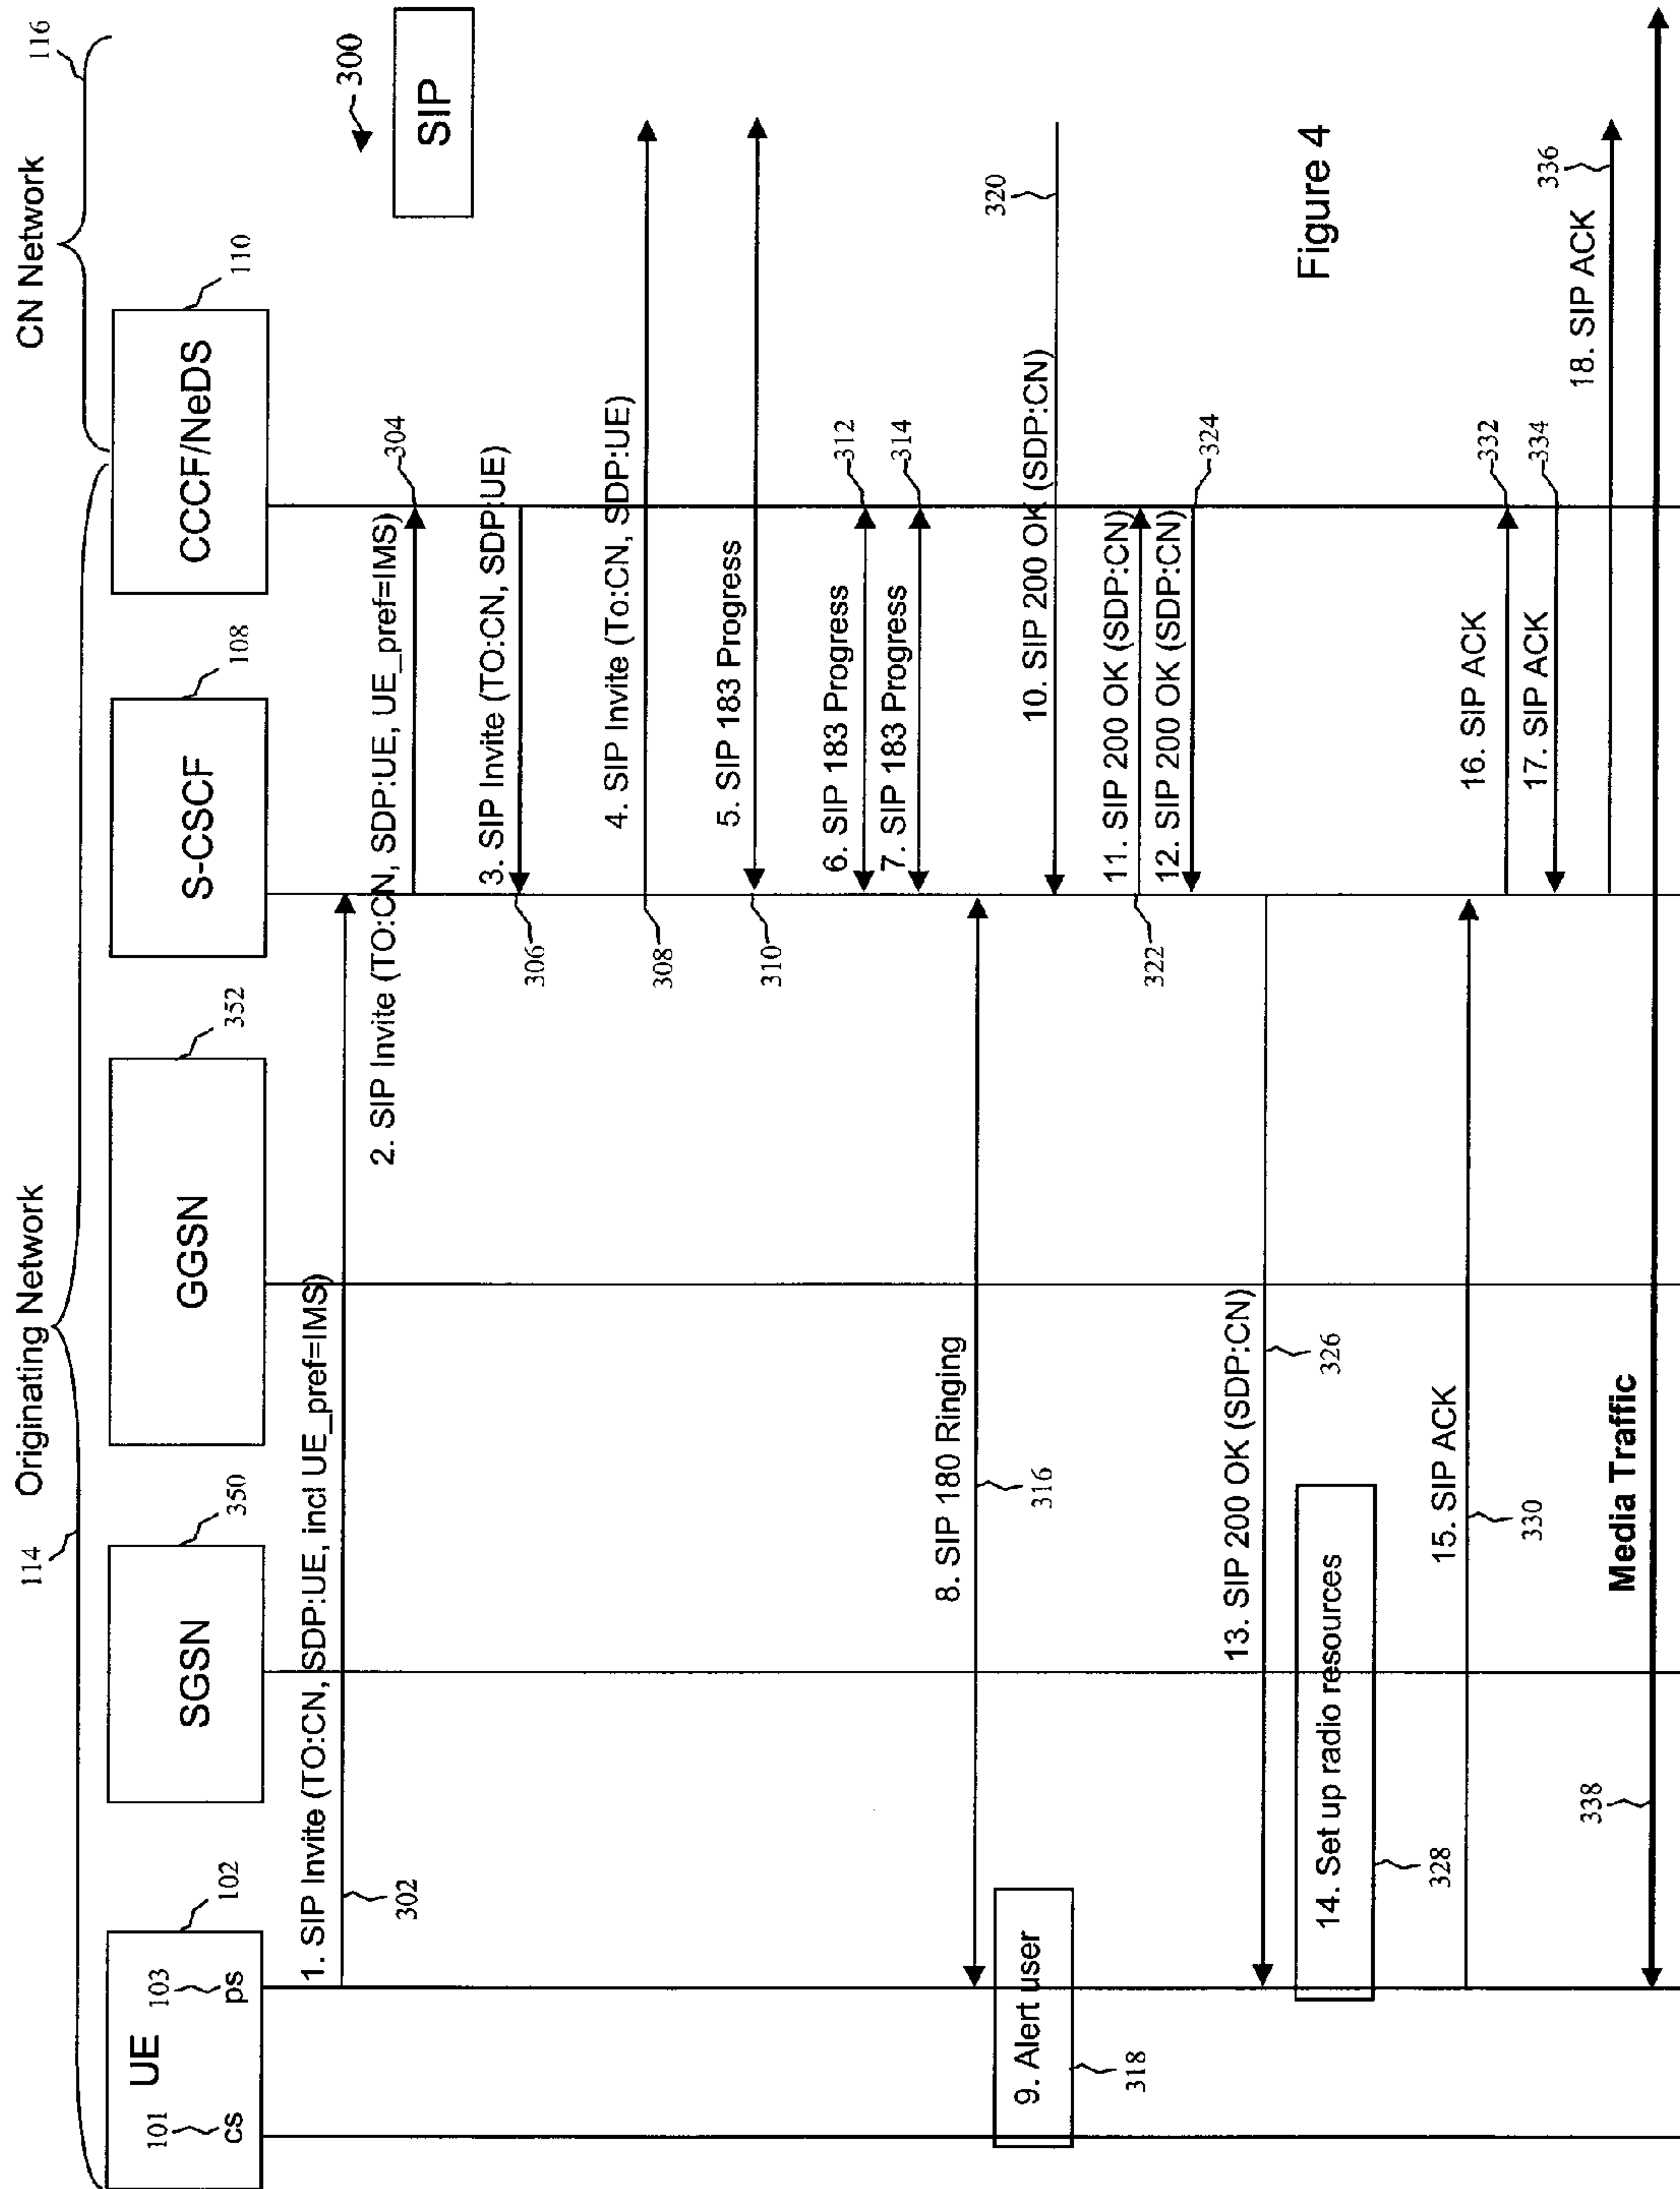 114
Originating Network
CN Network
116
UE
101
cs
103
ps
102
SGSN
350
GGSN
352
S-CSCF
108
CCCF/NeDS
110
300
SIP
1. SIP Invite (TO:CN, SDP:UE, incl UE_pref=IMS)
302
2. SIP Invite (TO:CN, SDP:UE, UE_pref=IMS)
304
3. SIP Invite (TO:CN, SDP:UE)
306
4. SIP Invite (To:CN, SDP:UE)
308
5. SIP 183 Progress
310
6. SIP 183 Progress
312
7. SIP 183 Progress
314
8. SIP 180 Ringing
316
9. Alert user
318
10. SIP 200 OK (SDP:CN)
320
11. SIP 200 OK (SDP:CN)
322
12. SIP 200 OK (SDP:CN)
324
13. SIP 200 OK (SDP:CN)
326
14. Set up radio resources
328
15. SIP ACK
330
16. SIP ACK
332
17. SIP ACK
334
18. SIP ACK
336
Media Traffic
338
Figure 4